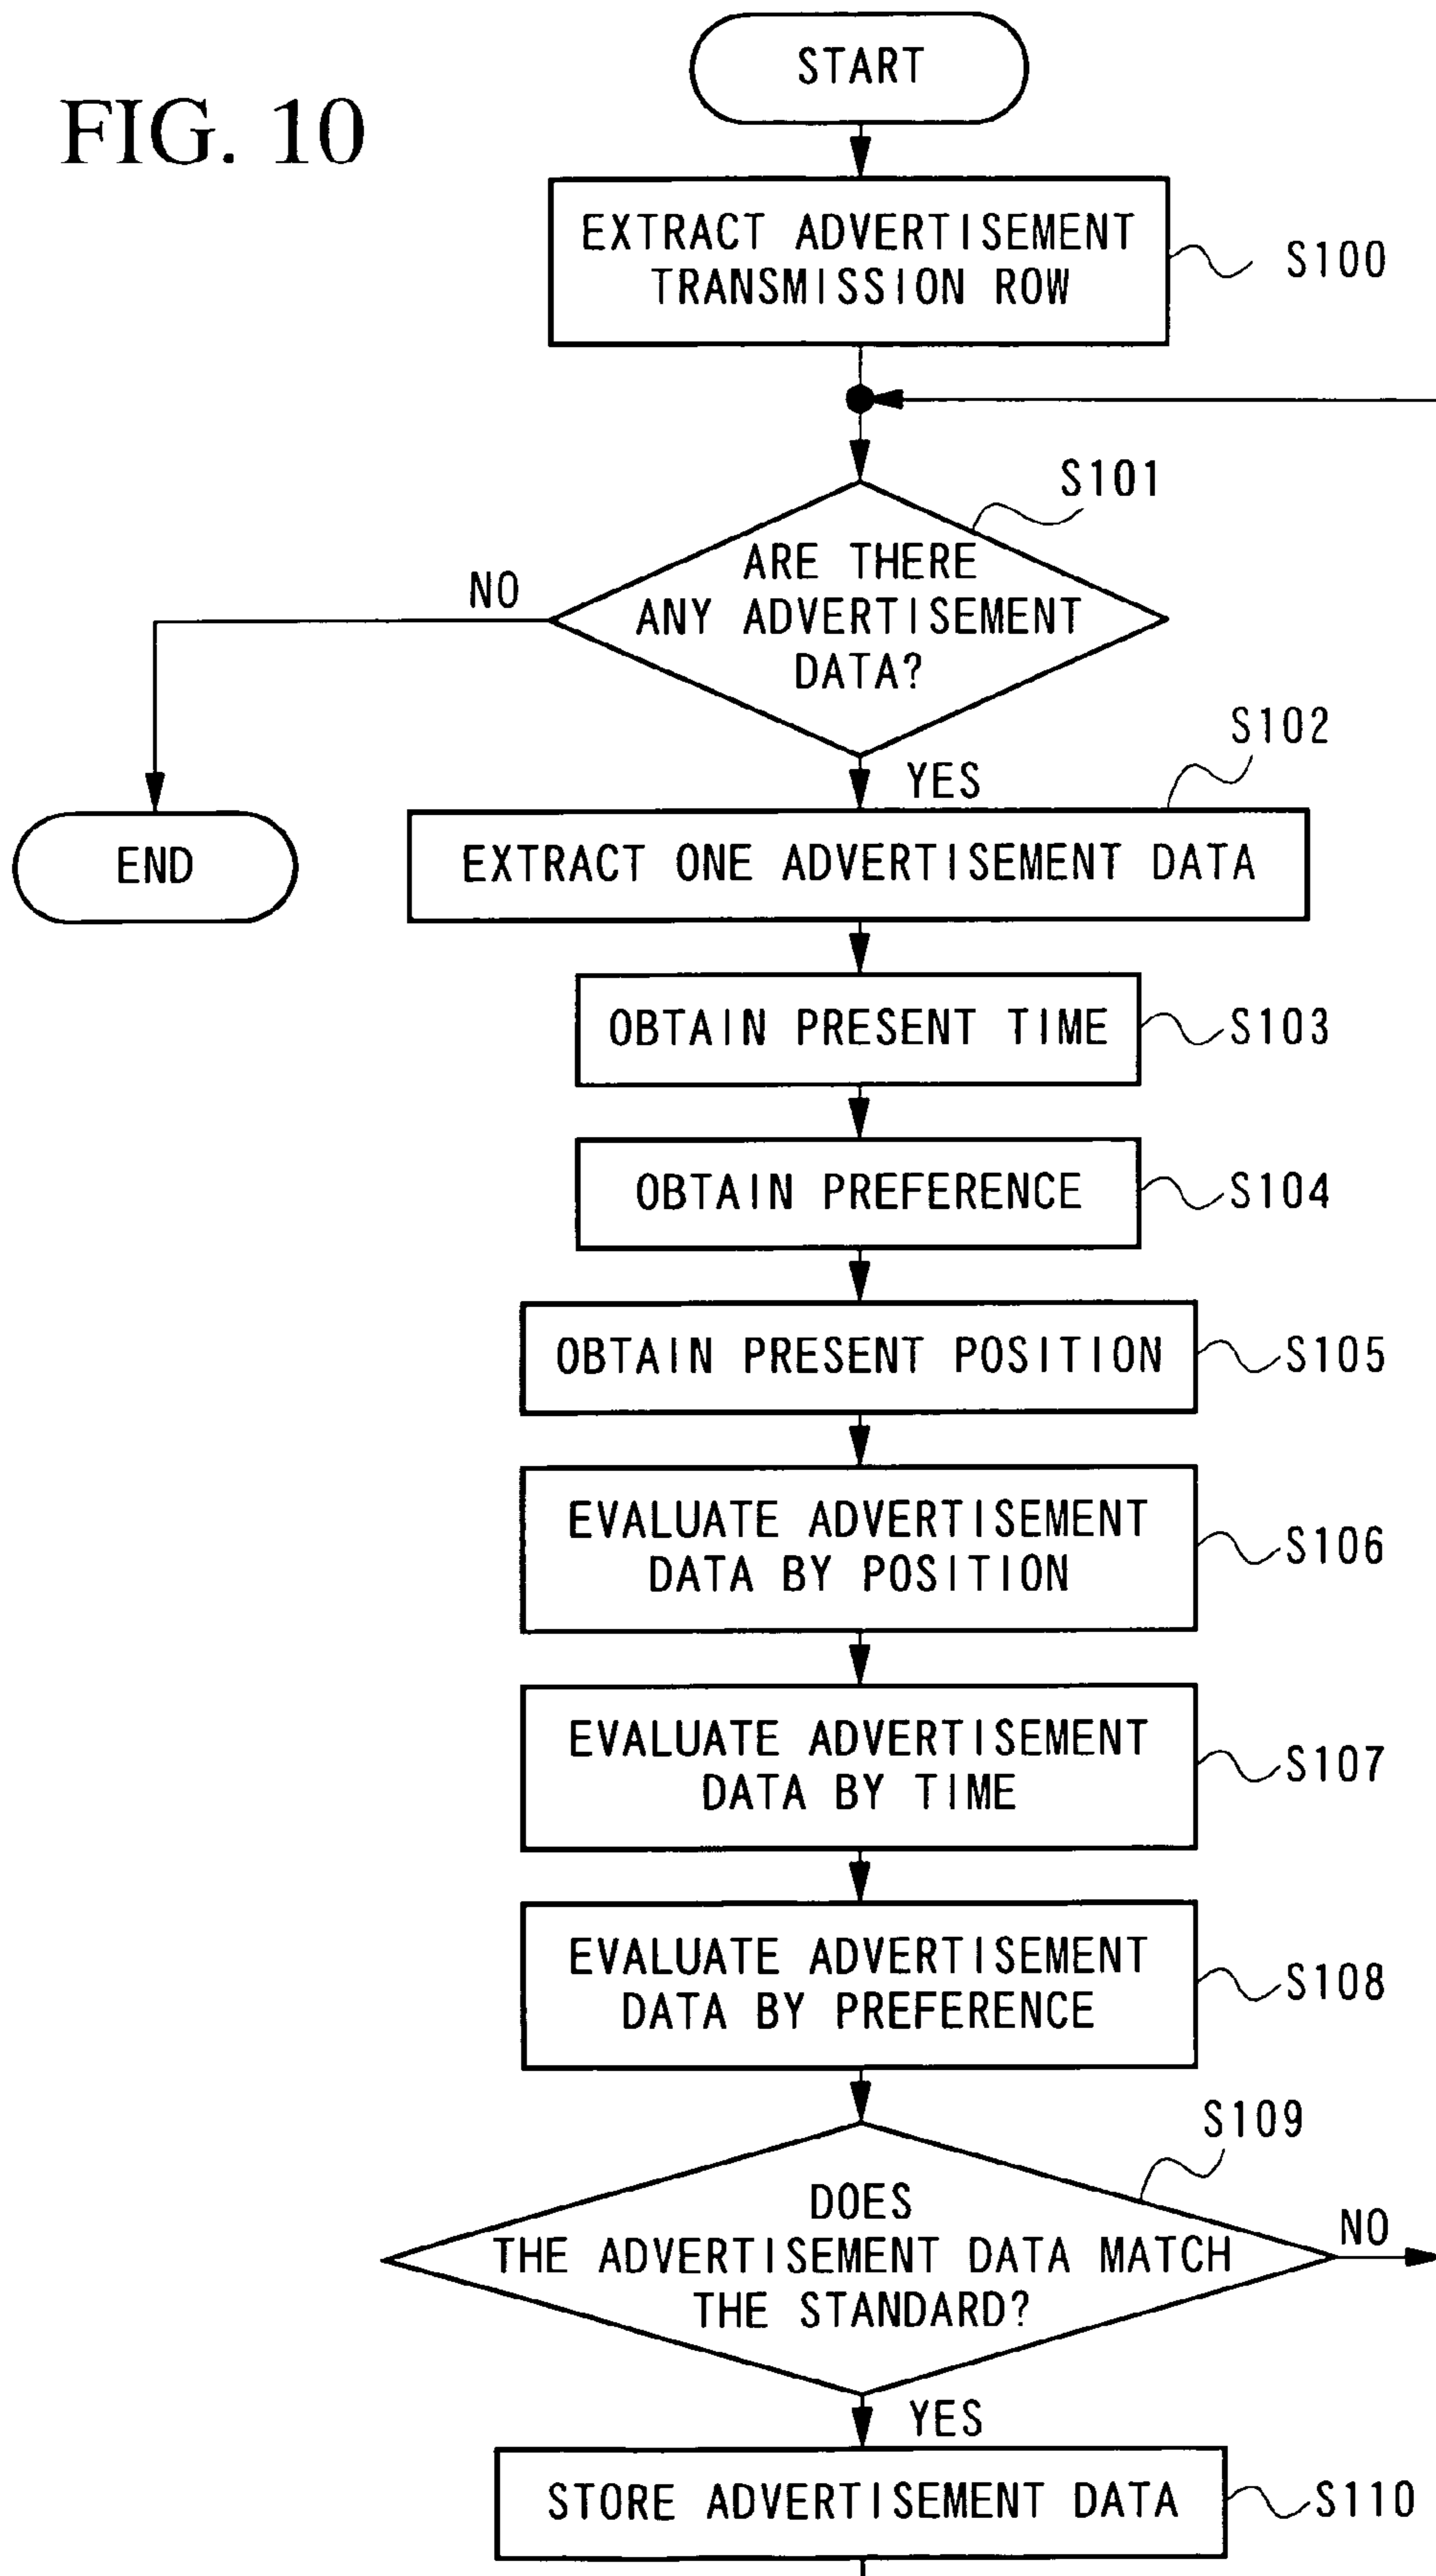 FIG. 10
START
EXTRACT ADVERTISEMENT
TRANSMISSION ROW
S100
S101
ARE THERE
ANY ADVERTISEMENT
DATA?
NO
YES
S102
END
EXTRACT ONE ADVERTISEMENT DATA
OBTAIN PRESENT TIME
S103
OBTAIN PREFERENCE
S104
OBTAIN PRESENT POSITION
S105
EVALUATE ADVERTISEMENT
DATA BY POSITION
S106
EVALUATE ADVERTISEMENT
DATA BY TIME
S107
EVALUATE ADVERTISEMENT
DATA BY PREFERENCE
S108
S109
DOES
THE ADVERTISEMENT DATA MATCH
THE STANDARD?
NO
YES
STORE ADVERTISEMENT DATA
S110